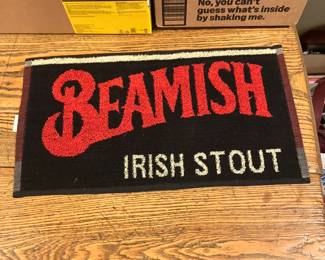 No, you can't
guess what's inside
by shaking me.
BEAMISH
IRISH STOUT